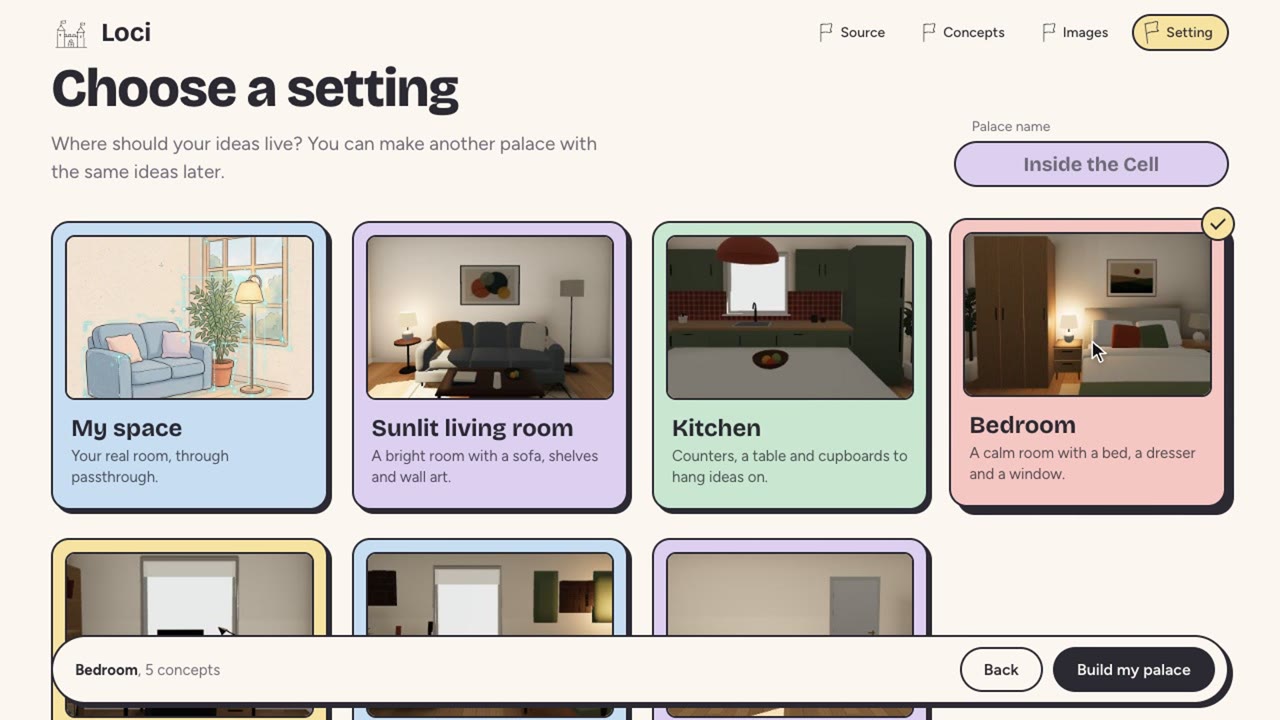 Loci
Source
Concepts
Images
Setting
Choose a setting
Where should your ideas live? You can make another palace with
the same ideas later.
Palace name
Inside the Cell
My space
Your real room, through
passthrough.
Sunlit living room
A bright room with a sofa, shelves
and wall art.
Kitchen
Counters, a table and cupboards to
hang ideas on.
Bedroom
A calm room with a bed, a dresser
and a window.
Bedroom, 5 concepts
Back
Build my palace